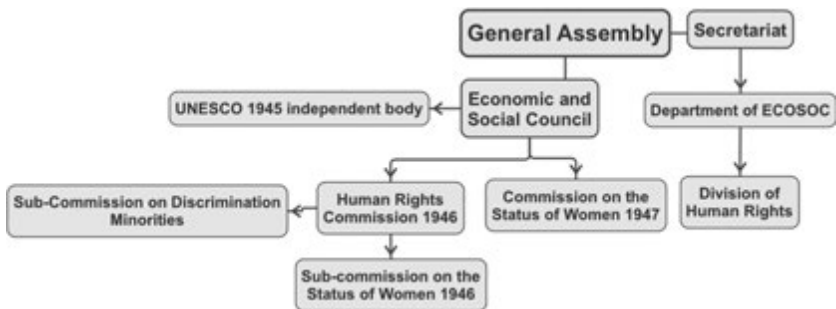 General Assembly
Secretariat
UNESCO 1945 independent body
Economic and
Social Council
Department of ECOSOC
Sub-Commission on Discrimination
Minorities
Human Rights
Commission 1946
Commission on the
Status of Women 1947
Division of
Human Rights
Sub-commission on the
Status of Women 1946